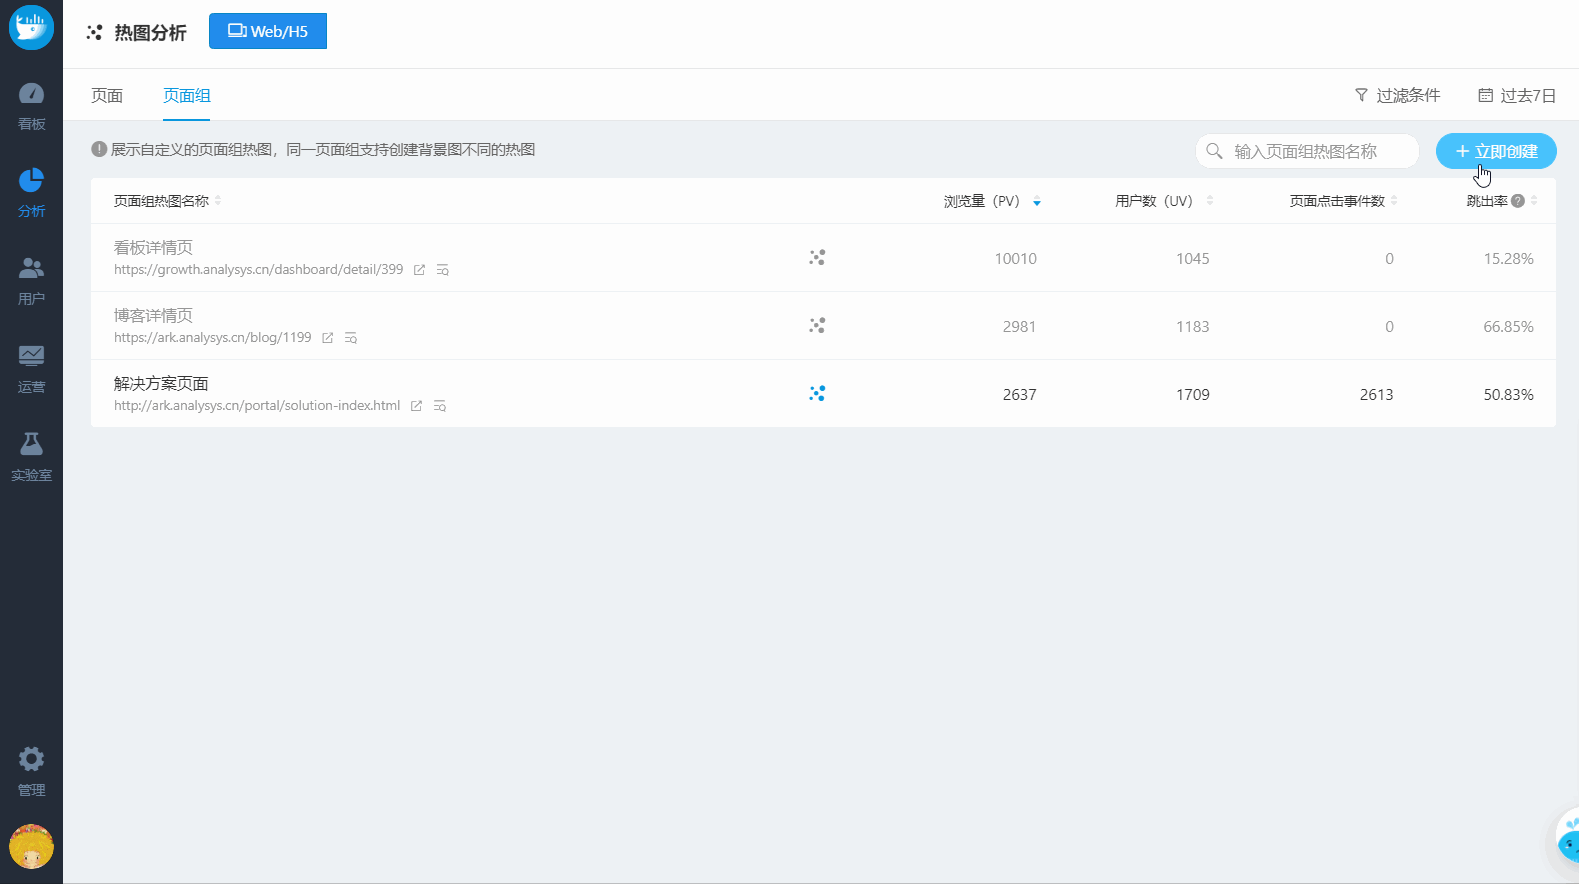 热图分析
Web/H5
看板
分析
用户
运营
实验室
管理
页面
页面组
过滤条件
过去7日
展示自定义的页面组热图，同一页面组支持创建背景图不同的热图
输入页面组热图名称
+ 立即创建
页面组热图名称 浏览量（PV） 用户数（UV） 页面点击事件数 跳出率
看板详情页
https://growth.analysys.cn/dashboard/detail/399
10010 1045 0 15.28%
博客详情页
https://ark.analysys.cn/blog/1199
2981 1183 0 66.85%
解决方案页面
http://ark.analysys.cn/portal/solution-index.html
2637 1709 2613 50.83%